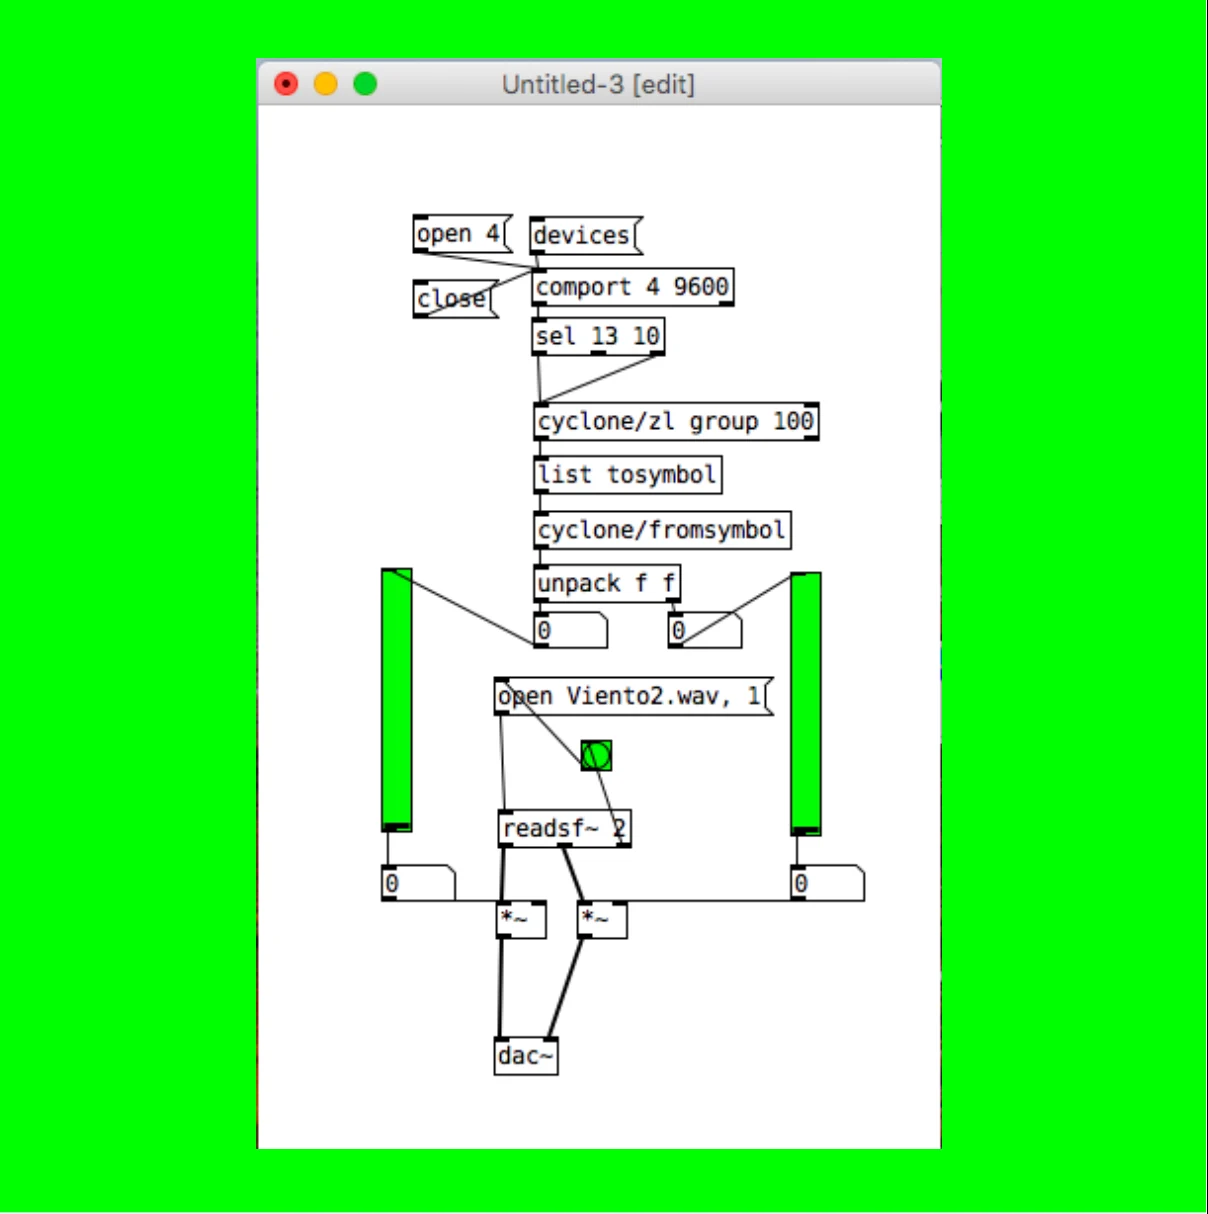 Untitled-3 [edit]
open 4
devices
close
comport 4 9600
sel 13 10
cyclone/zl group 100
list tosymbol
cyclone/fromsymbol
unpack f f
0
0
open Viento2.wav, 1
readsf~ 2
0
0
*~
*~
dac~